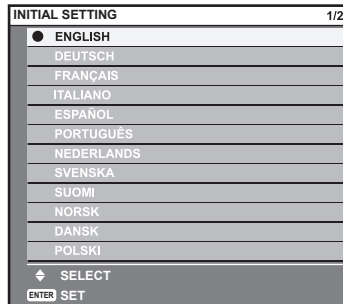 INITIAL SETTING 1/2
ENGLISH
DEUTSCH
FRANÇAIS
ITALIANO
ESPAÑOL
PORTUGUÊS
NEDERLANDS
SVENSKA
SUOMI
NORSK
DANSK
POLSKI
SELECT
ENTER SET